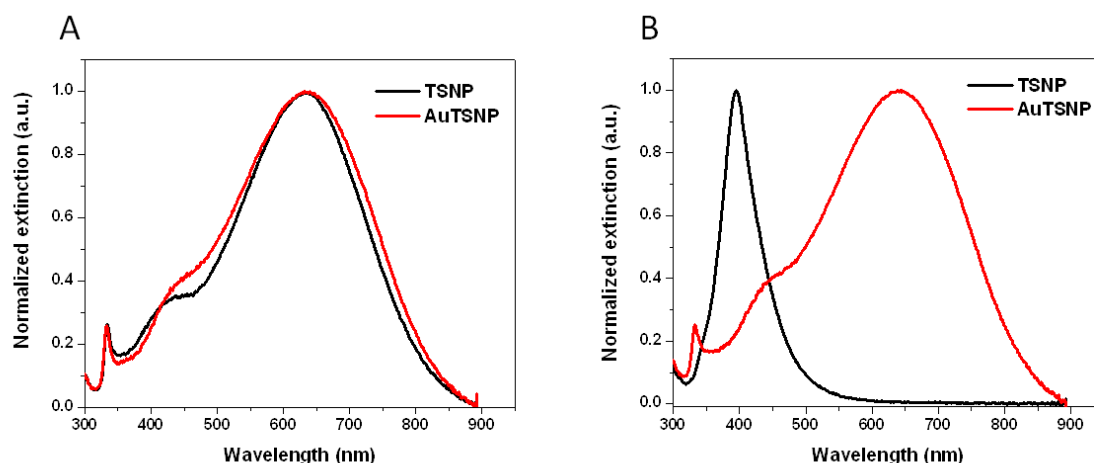 A
B
Normalized extinction (a.u.)
1.0
0.8
0.6
0.4
0.2
0.0
TSNP
AuTSNP
300 400 500 600 700 800 900
Wavelength (nm)
Normalized extinction (a.u.)
1.0
0.8
0.6
0.4
0.2
0.0
TSNP
AuTSNP
300 400 500 600 700 800 900
Wavelength (nm)